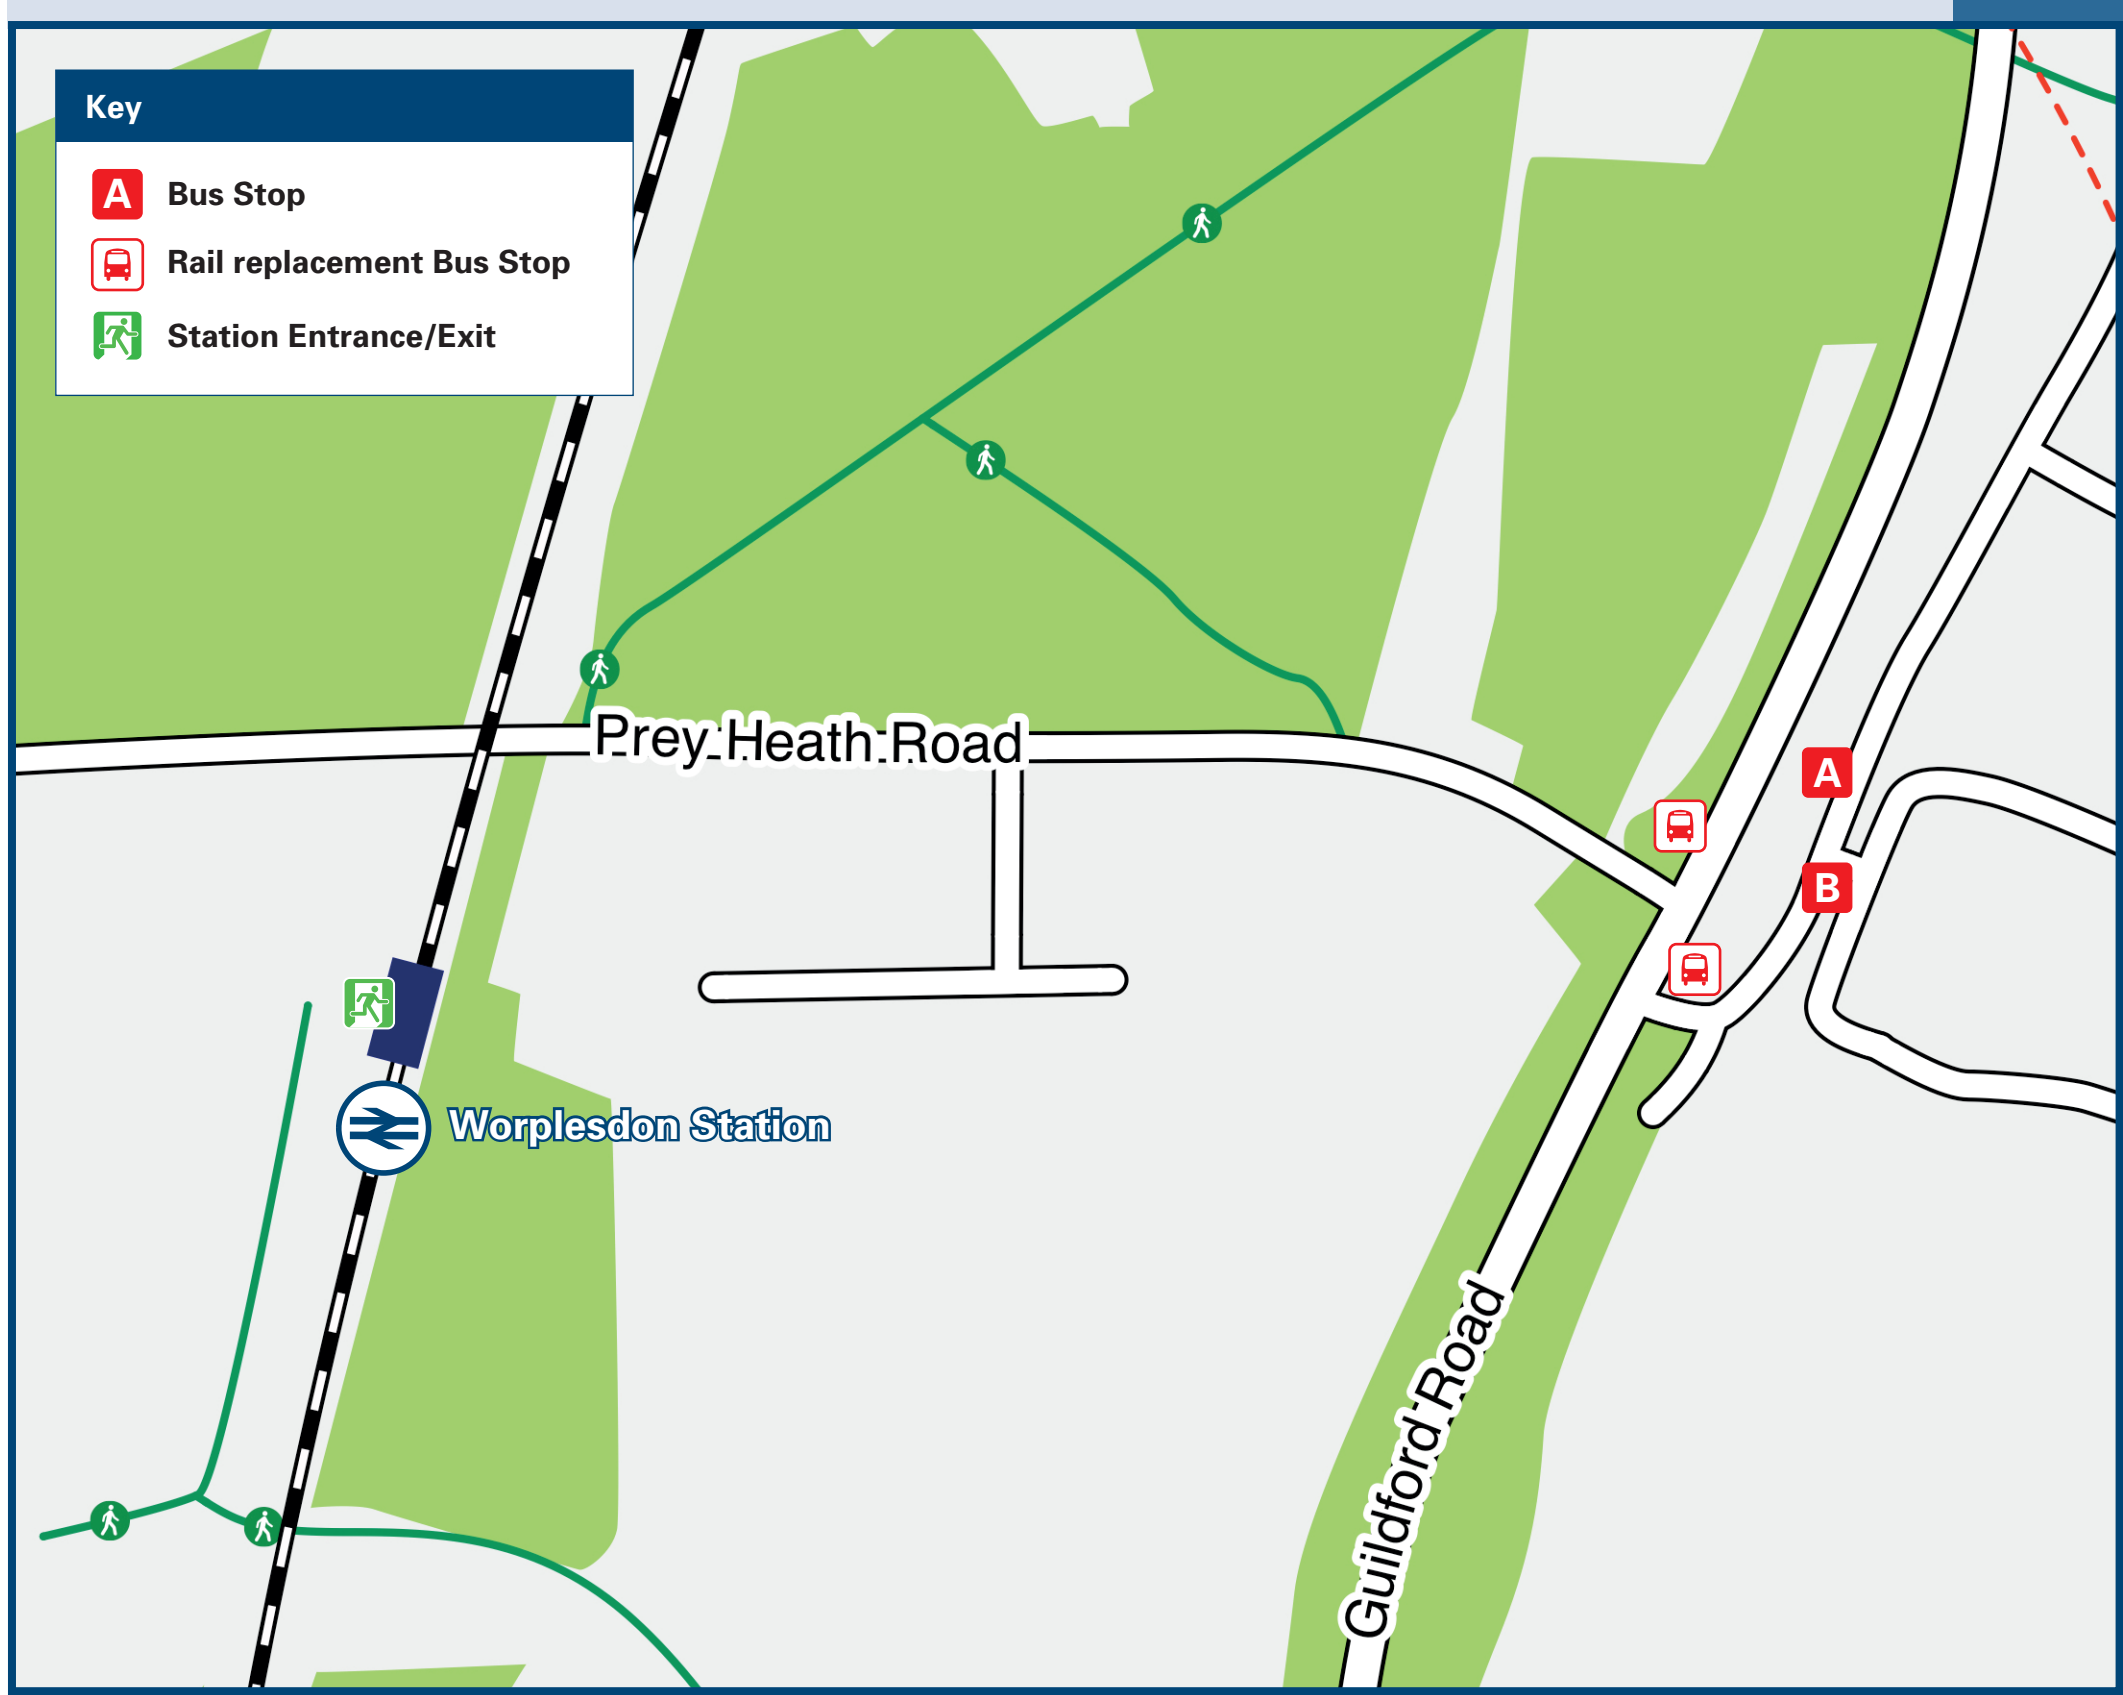 Key
A Bus Stop
Rail replacement Bus Stop
Station Entrance/Exit
Prey Heath Road
A
B
Worplesdon Station
Guildford Road